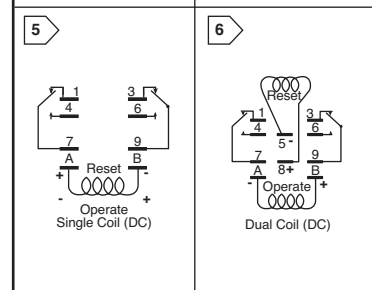 5
1
3
4
6
7
9
A
Reset
B
+
-
-
+
Operate
Single Coil (DC)
6
Reset
1
3
4
6
5 -
7
9
A
8+
B
-
Operate
+
Dual Coil (DC)